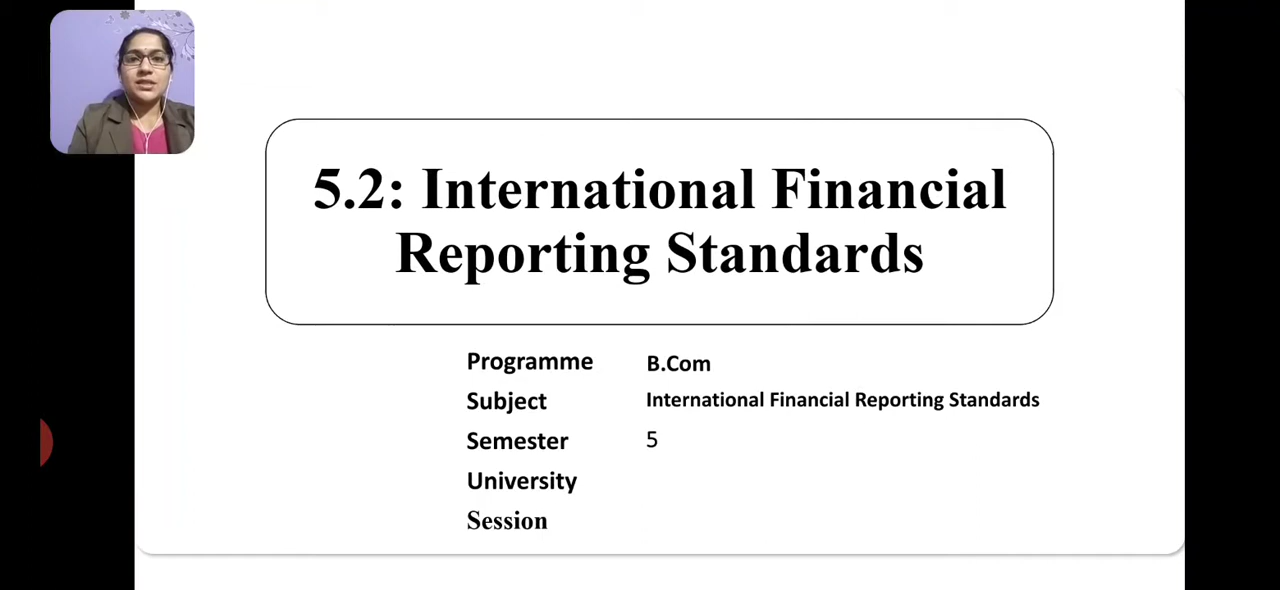 5.2: International Financial
Reporting Standards
Programme B.Com
Subject International Financial Reporting Standards
Semester 5
University
Session